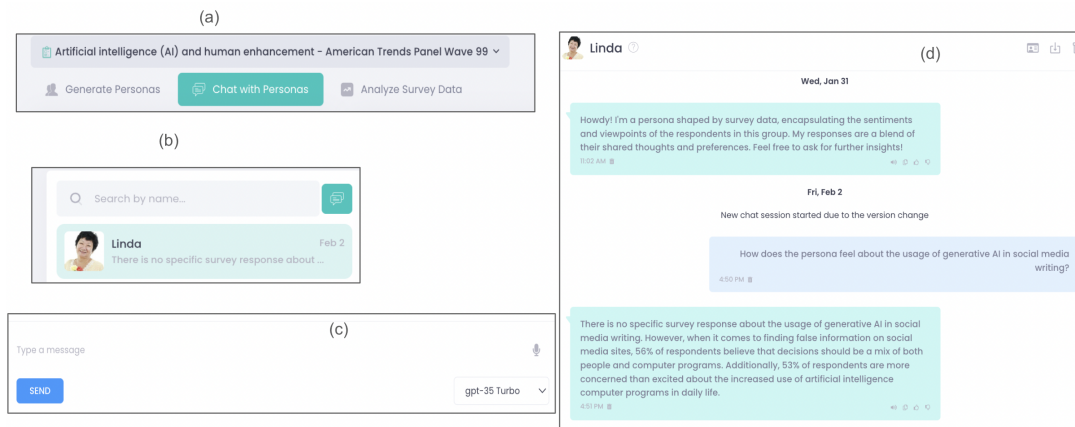 (a)
Artificial intelligence (AI) and human enhancement - American Trends Panel Wave 99
Generate Personas
Chat with Personas
Analyze Survey Data
(b)
Search by name...
Linda
Feb 2
There is no specific survey response about ...
(c)
Type a message
SEND
gpt-35 Turbo
Linda
(d)
Wed, Jan 31
Howdy! I'm a persona shaped by survey data, encapsulating the sentiments
and viewpoints of the respondents in this group. My responses are a blend of
their shared thoughts and preferences. Feel free to ask for further insights!
11:02 AM
Fri, Feb 2
New chat session started due to the version change
How does the persona feel about the usage of generative AI in social media
writing?
4:50 PM
There is no specific survey response about the usage of generative AI in social
media writing. However, when it comes to finding false information on social
media sites, 56% of respondents believe that decisions should be a mix of both
people and computer programs. Additionally, 53% of respondents are more
concerned than excited about the increased use of artificial intelligence
computer programs in daily life.
4:51 PM